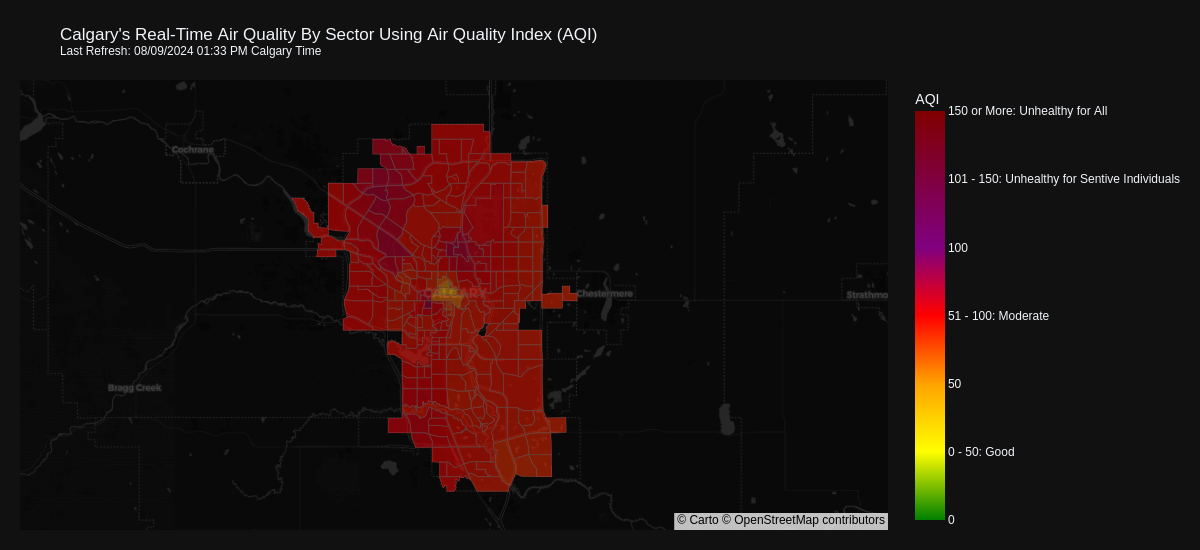 Calgary's Real-Time Air Quality By Sector Using Air Quality Index (AQI)
Last Refresh: 08/09/2024 01:33 PM Calgary Time
AQI
150 or More: Unhealthy for All
101 - 150: Unhealthy for Sentive Individuals
100
51 - 100: Moderate
50
0 - 50: Good
0
Cochrane
CALGARY
Chestermere
Strathmo
Bragg Creek
© Carto © OpenStreetMap contributors